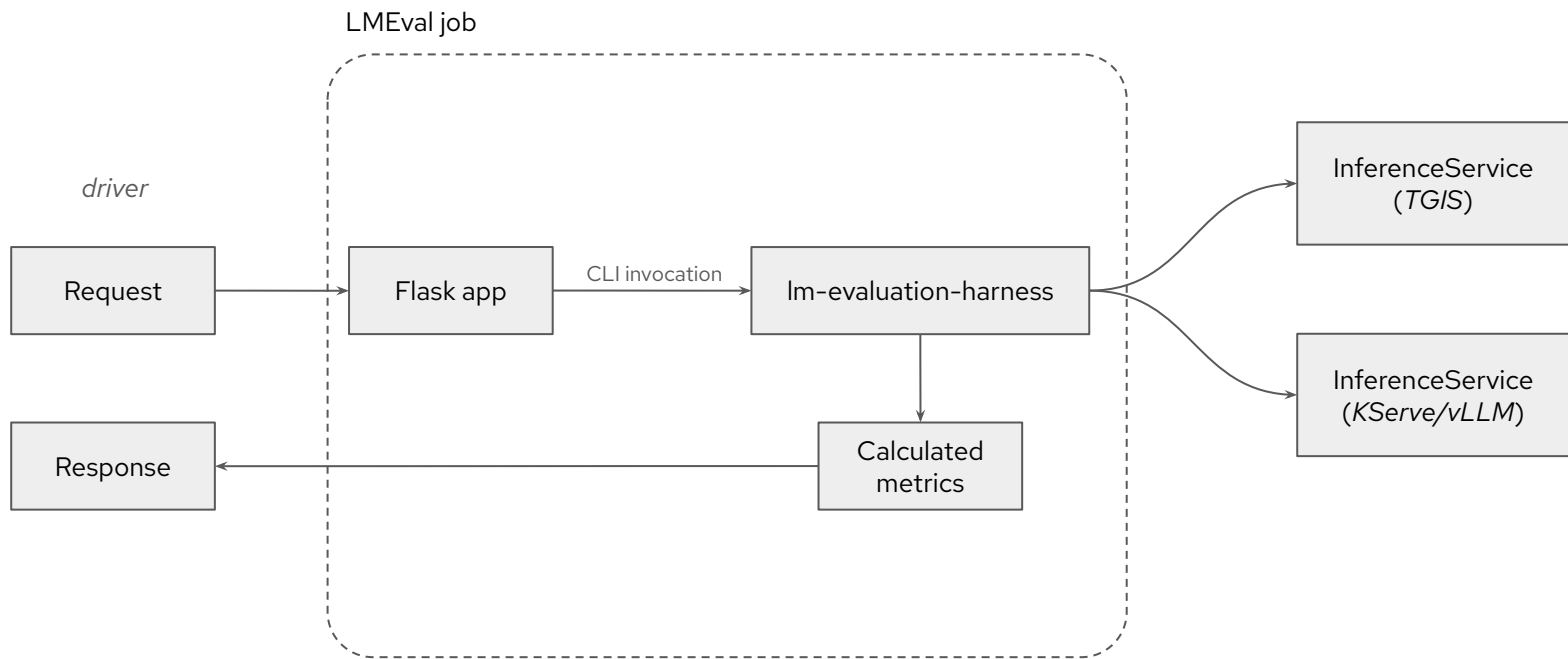 LMEval job
driver
Request
Flask app
CLI invocation
lm-evaluation-harness
InferenceService
(TGIS)
InferenceService
(KServe/vLLM)
Response
Calculated
metrics